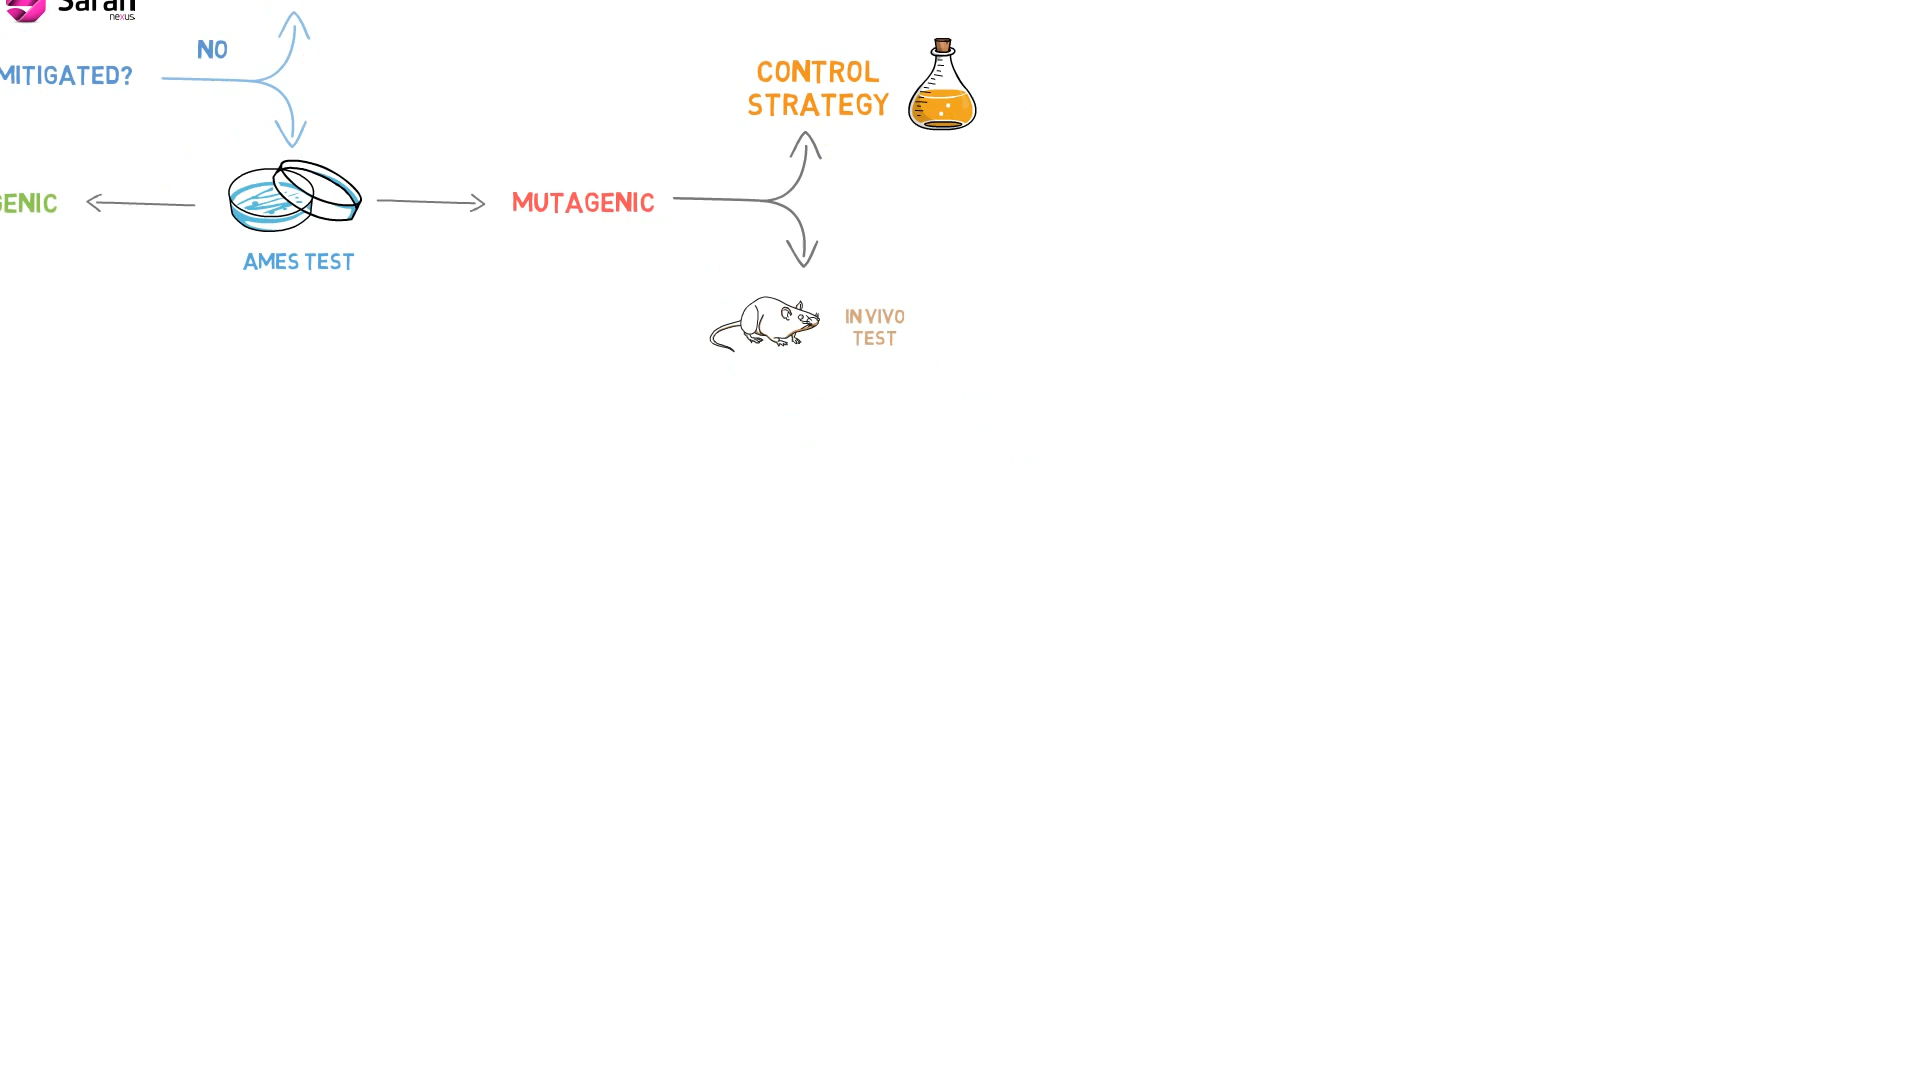 Sarah
nexus
NO
MITIGATED?
CONTROL
STRATEGY
GENIC
MUTAGENIC
AMES TEST
IN VIVO
TEST